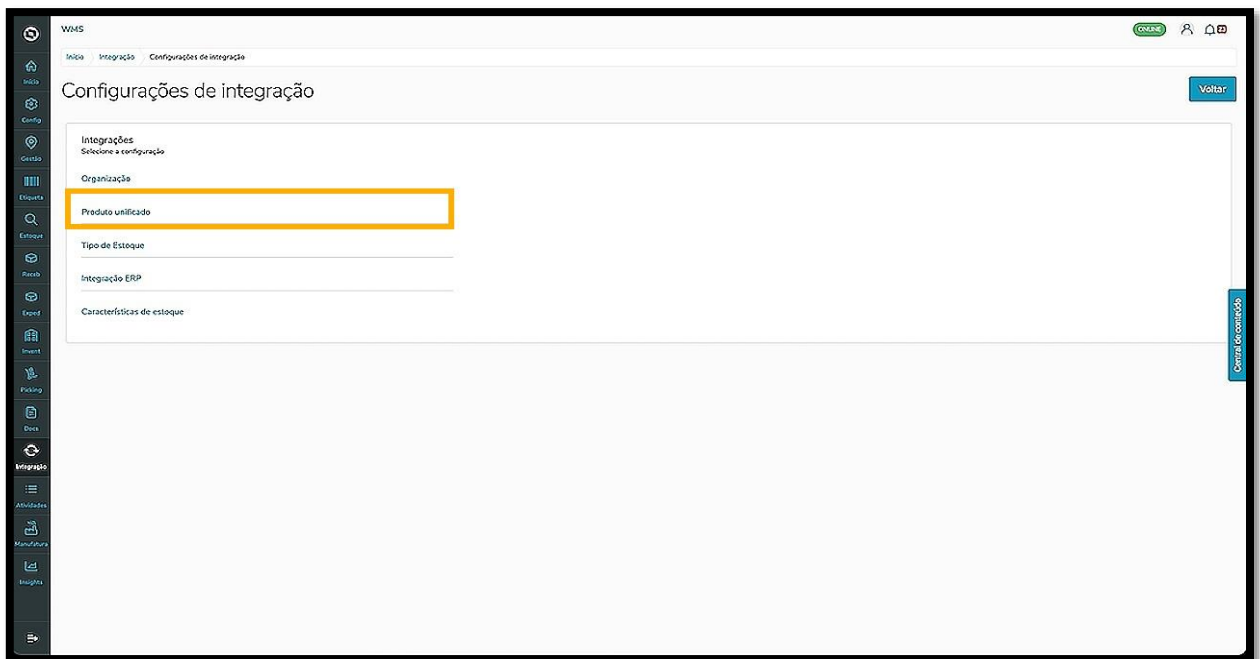 WMS
ONLINE
23
Início
Integração
Configurações de integração
Configurações de integração
Voltar
Integrações
Selecione a configuração
Organização
Produto unificado
Tipo de Estoque
Integração ERP
Características de estoque
Início
Config
Gestão
Etiqueta
Estoque
Receb
Exped
Invent
Picking
Docs
Integração
Atividades
Manufatura
Insights
Central de conteúdo